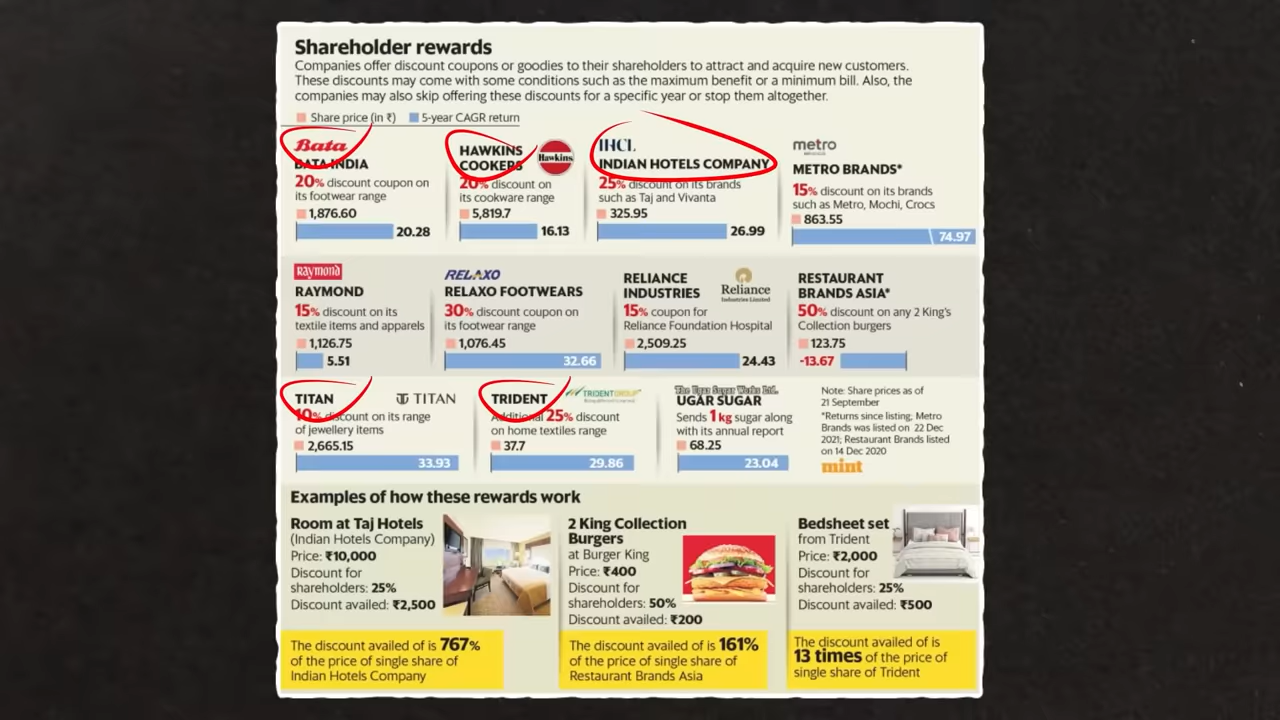 Shareholder rewards
Companies offer discount coupons or goodies to their shareholders to attract and acquire new customers.
These discounts may come with some conditions such as the maximum benefit or a minimum bill. Also, the
companies may also skip offering these discounts for a specific year or stop them altogether.
Share price (in ₹) 5-year CAGR return
Bata
BATA INDIA
20% discount coupon on
its footwear range
1,876.60
20.28
HAWKINS
COOKERS
Hawkins
20% discount on
its cookware range
5,819.7
16.13
IHCL
INDIAN HOTELS COMPANY
25% discount on its brands
such as Taj and Vivanta
325.95
26.99
metro
METRO BRANDS*
15% discount on its brands
such as Metro, Mochi, Crocs
863.55
74.97
Raymond
RAYMOND
15% discount on its
textile items and apparels
1,126.75
5.51
RELAXO
RELAXO FOOTWEARS
30% discount coupon on
its footwear range
1,076.45
32.66
RELIANCE
INDUSTRIES
Reliance
Industries Limited
15% coupon for
Reliance Foundation Hospital
2,509.25
24.43
RESTAURANT
BRANDS ASIA*
50% discount on any 2 King's
Collection burgers
123.75
-13.67
TITAN
TITAN
10% discount on its range
of jewellery items
2,665.15
33.93
TRIDENT
TRIDENTGROUP
Additional 25% discount
on home textiles range
37.7
29.86
The Ugar Sugar Works Ltd.
UGAR SUGAR
Sends 1 kg sugar along
with its annual report
68.25
23.04
Note: Share prices as of
21 September
*Returns since listing; Metro
Brands was listed on 22 Dec
2021; Restaurant Brands listed
on 14 Dec 2020
mint
Examples of how these rewards work
Room at Taj Hotels
(Indian Hotels Company)
Price: ₹10,000
Discount for
shareholders: 25%
Discount availed: ₹2,500
The discount availed of is 767%
of the price of single share of
Indian Hotels Company
2 King Collection
Burgers
at Burger King
Price: ₹400
Discount for
shareholders: 50%
Discount availed: ₹200
The discount availed of is 161%
of the price of single share of
Restaurant Brands Asia
Bedsheet set
from Trident
Price: ₹2,000
Discount for
shareholders: 25%
Discount availed: ₹500
The discount availed of is
13 times of the price of
single share of Trident